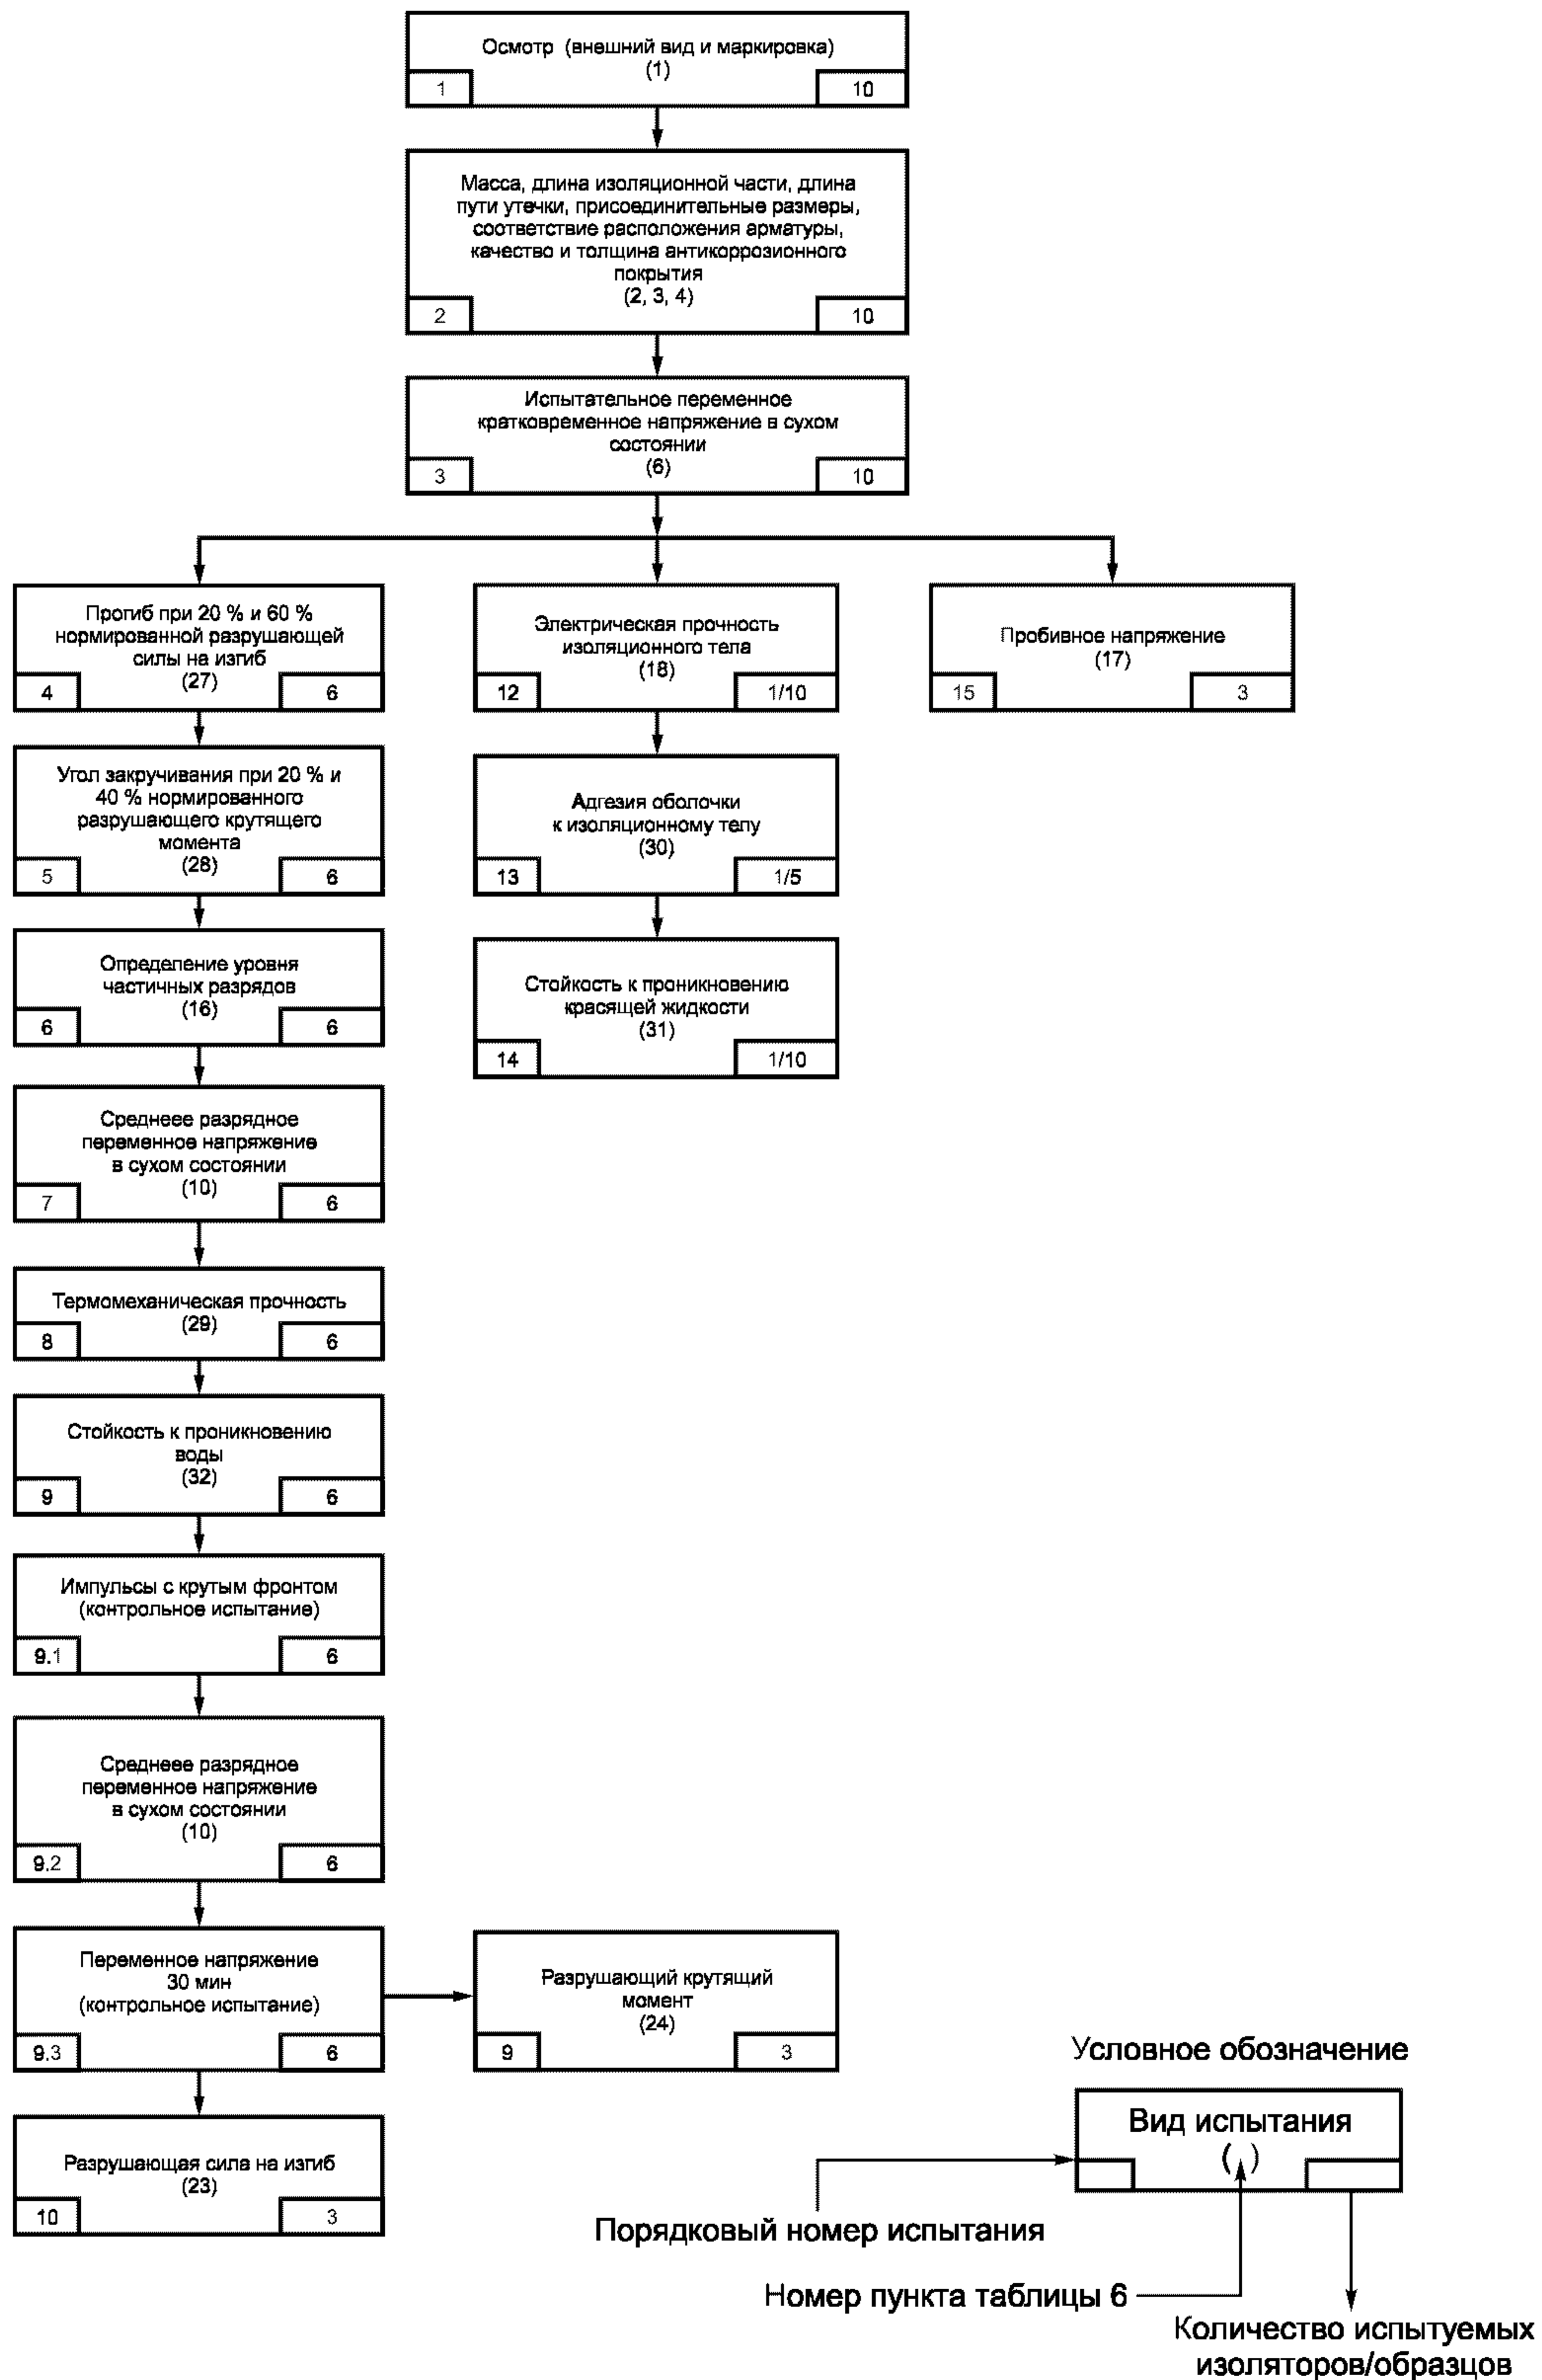 Осмотр (внешний вид и маркировка)
(1)
1
10
Масса, длина изоляционной части, длина
пути утечки, присоединительные размеры,
соответствие расположения арматуры,
качество и толщина антикоррозионного
покрытия
(2, 3, 4)
2
10
Испытательное переменное
кратковременное напряжение в сухом
состоянии
(6)
3
10
Прогиб при 20 % и 60 %
нормированной разрушающей
силы на изгиб
(27)
4
6
Угол закручивания при 20 % и
40 % нормированного
разрушающего крутящего
момента
(28)
5
6
Определение уровня
частичных разрядов
(16)
6
6
Среднеее разрядное
переменное напряжение
в сухом состоянии
(10)
7
6
Термомеханическая прочность
(29)
8
6
Стойкость к проникновению
воды
(32)
9
6
Импульсы с крутым фронтом
(контрольное испытание)
9.1
6
Среднеее разрядное
переменное напряжение
в сухом состоянии
(10)
9.2
6
Переменное напряжение
30 мин
(контрольное испытание)
9.3
6
Разрушающая сила на изгиб
(23)
10
3
Электрическая прочность
изоляционного тела
(18)
12
1/10
Адгезия оболочки
к изоляционному телу
(30)
13
1/5
Стойкость к проникновению
красящей жидкости
(31)
14
1/10
Разрушающий крутящий
момент
(24)
9
3
Пробивное напряжение
(17)
15
3
Условное обозначение
Вид испытания
( )
Порядковый номер испытания
Номер пункта таблицы 6
Количество испытуемых
изоляторов/образцов